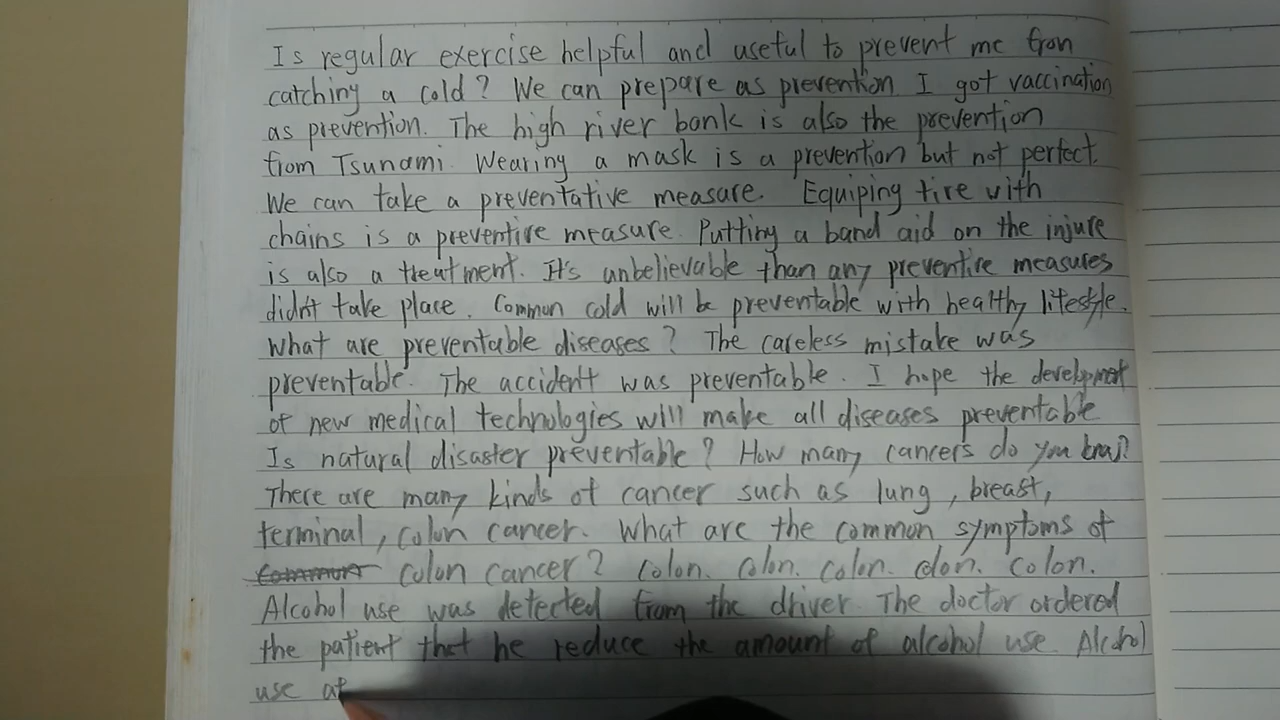 Is regular exercise helpful and useful to prevent me from
catching a cold? We can prepare as prevention. I got vaccination
as prevention. The high river bank is also the prevention
from Tsunami. Wearing a mask is a prevention but not perfect.
We can take a preventative measure. Equiping tire with
chains is a preventive measure. Putting a band aid on the injure
is also a treatment. It's unbelievable than any preventive measures
didn't take place. Common cold will be preventable with healthy lifestyle.
What are preventable diseases? The careless mistake was
preventable. The accident was preventable. I hope the development
of new medical technologies will make all diseases preventable
Is natural disaster preventable? How many cancers do you know?
There are many kinds of cancer such as lung, breast,
terminal, colon cancer. What are the common symptoms of
colon cancer? Colon. Colon. Colon. colon. Colon.
Alcohol use was detected from the driver. The doctor ordered
the patient that he reduce the amount of alcohol use. Alcohol
use